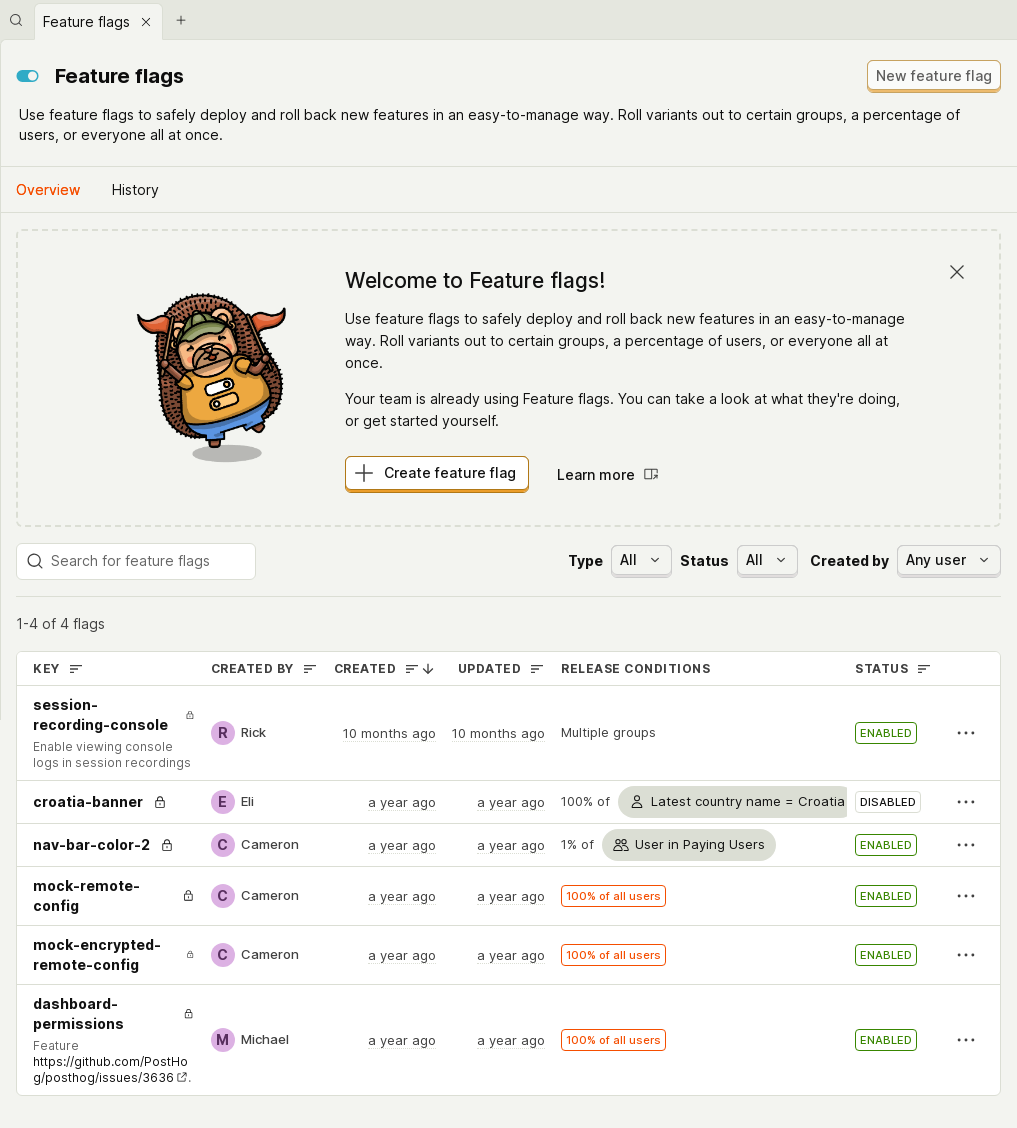 Feature flags
Feature flags
New feature flag
Use feature flags to safely deploy and roll back new features in an easy-to-manage way. Roll variants out to certain groups, a percentage of
users, or everyone all at once.
Overview
History
Welcome to Feature flags!
Use feature flags to safely deploy and roll back new features in an easy-to-manage
way. Roll variants out to certain groups, a percentage of users, or everyone all at
once.
Your team is already using Feature flags. You can take a look at what they're doing,
or get started yourself.
Create feature flag
Learn more
Search for feature flags
Type All Status All Created by Any user
1-4 of 4 flags
KEY CREATED BY CREATED UPDATED RELEASE CONDITIONS STATUS
session-
recording-console
Enable viewing console
logs in session recordings
R Rick 10 months ago 10 months ago Multiple groups ENABLED
croatia-banner E Eli a year ago a year ago 100% of Latest country name = Croatia DISABLED
nav-bar-color-2 C Cameron a year ago a year ago 1% of User in Paying Users ENABLED
mock-remote-
config
C Cameron a year ago a year ago 100% of all users ENABLED
mock-encrypted-
remote-config
C Cameron a year ago a year ago 100% of all users ENABLED
dashboard-
permissions
Feature
https://github.com/PostHo
g/posthog/issues/3636.
M Michael a year ago a year ago 100% of all users ENABLED